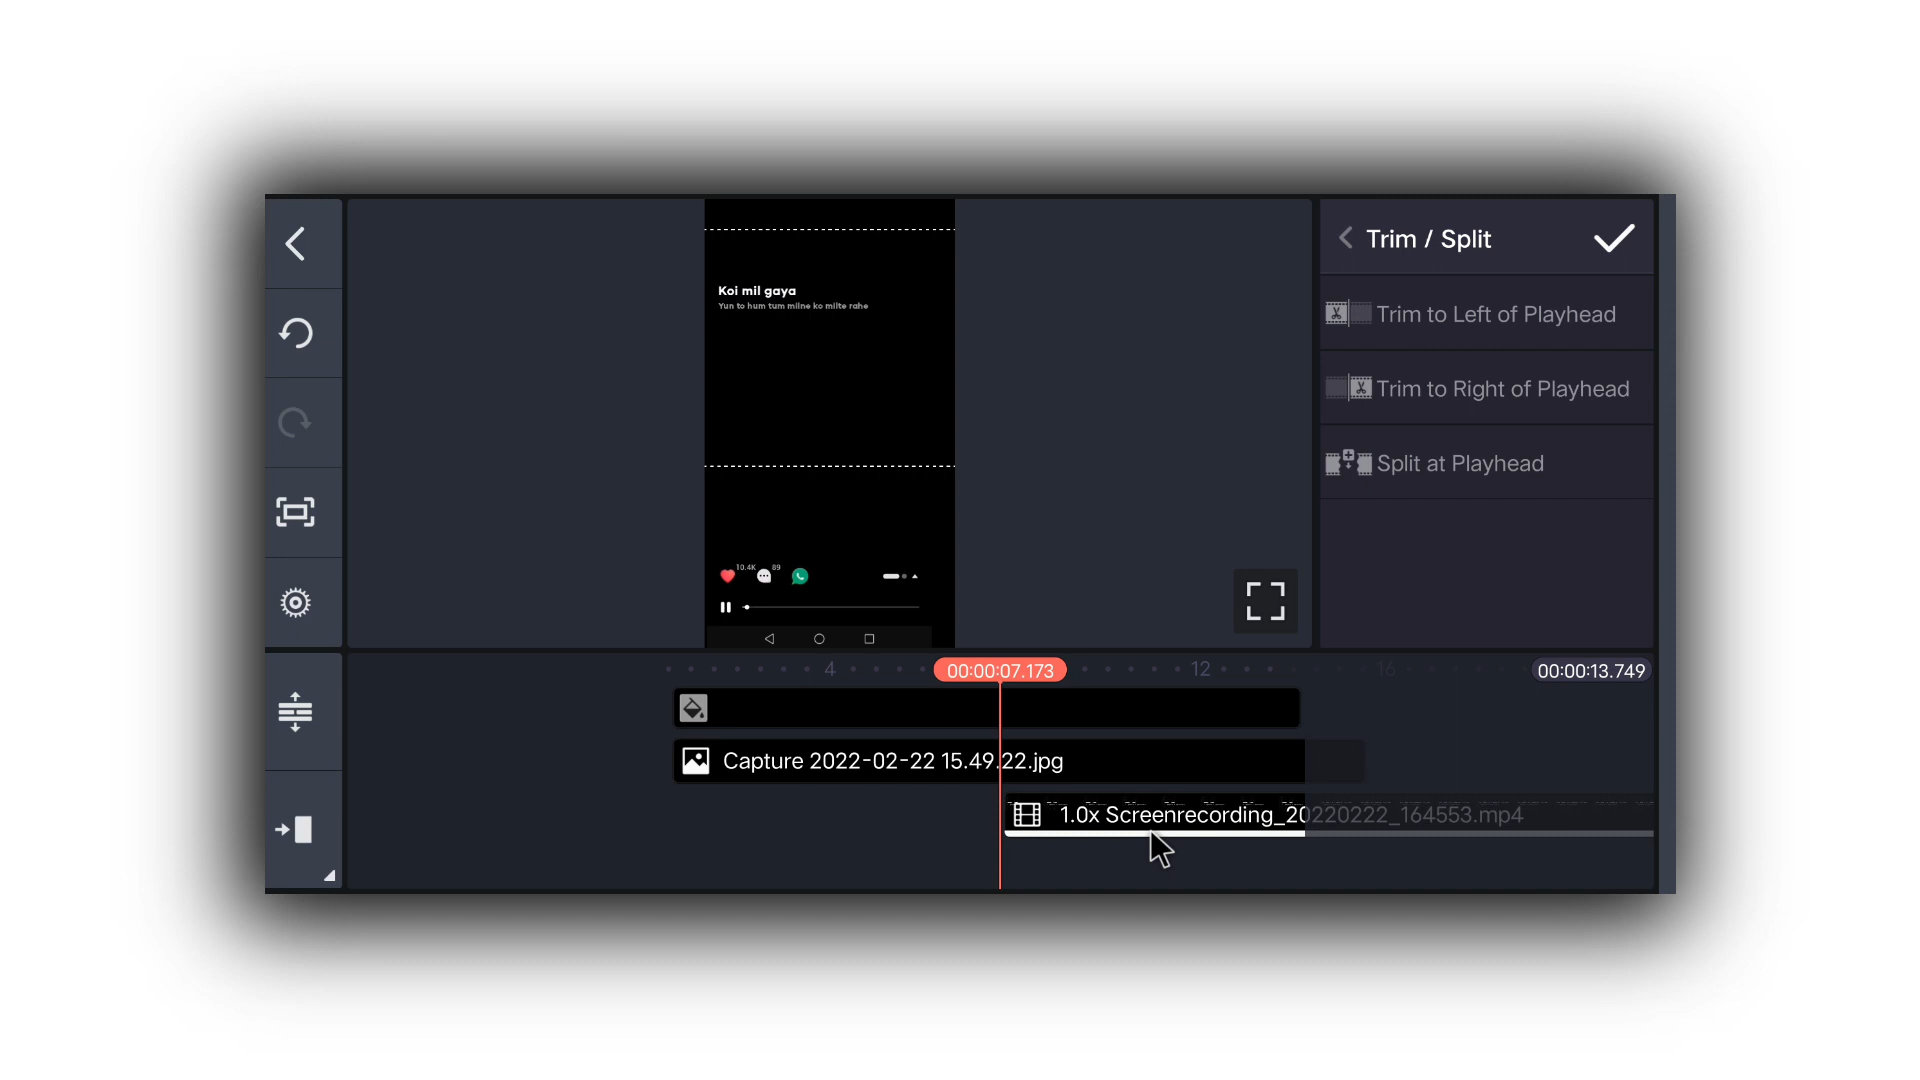 Trim / Split
Koi mil gaya
Yun to hum tum milne ko milte rahe
Trim to Left of Playhead
Trim to Right of Playhead
Split at Playhead
10.4K 89
4 00:00:07.173 12 16 00:00:13.749
Capture 2022-02-22 15.49.22.jpg
1.0x Screenrecording_20220222_164553.mp4